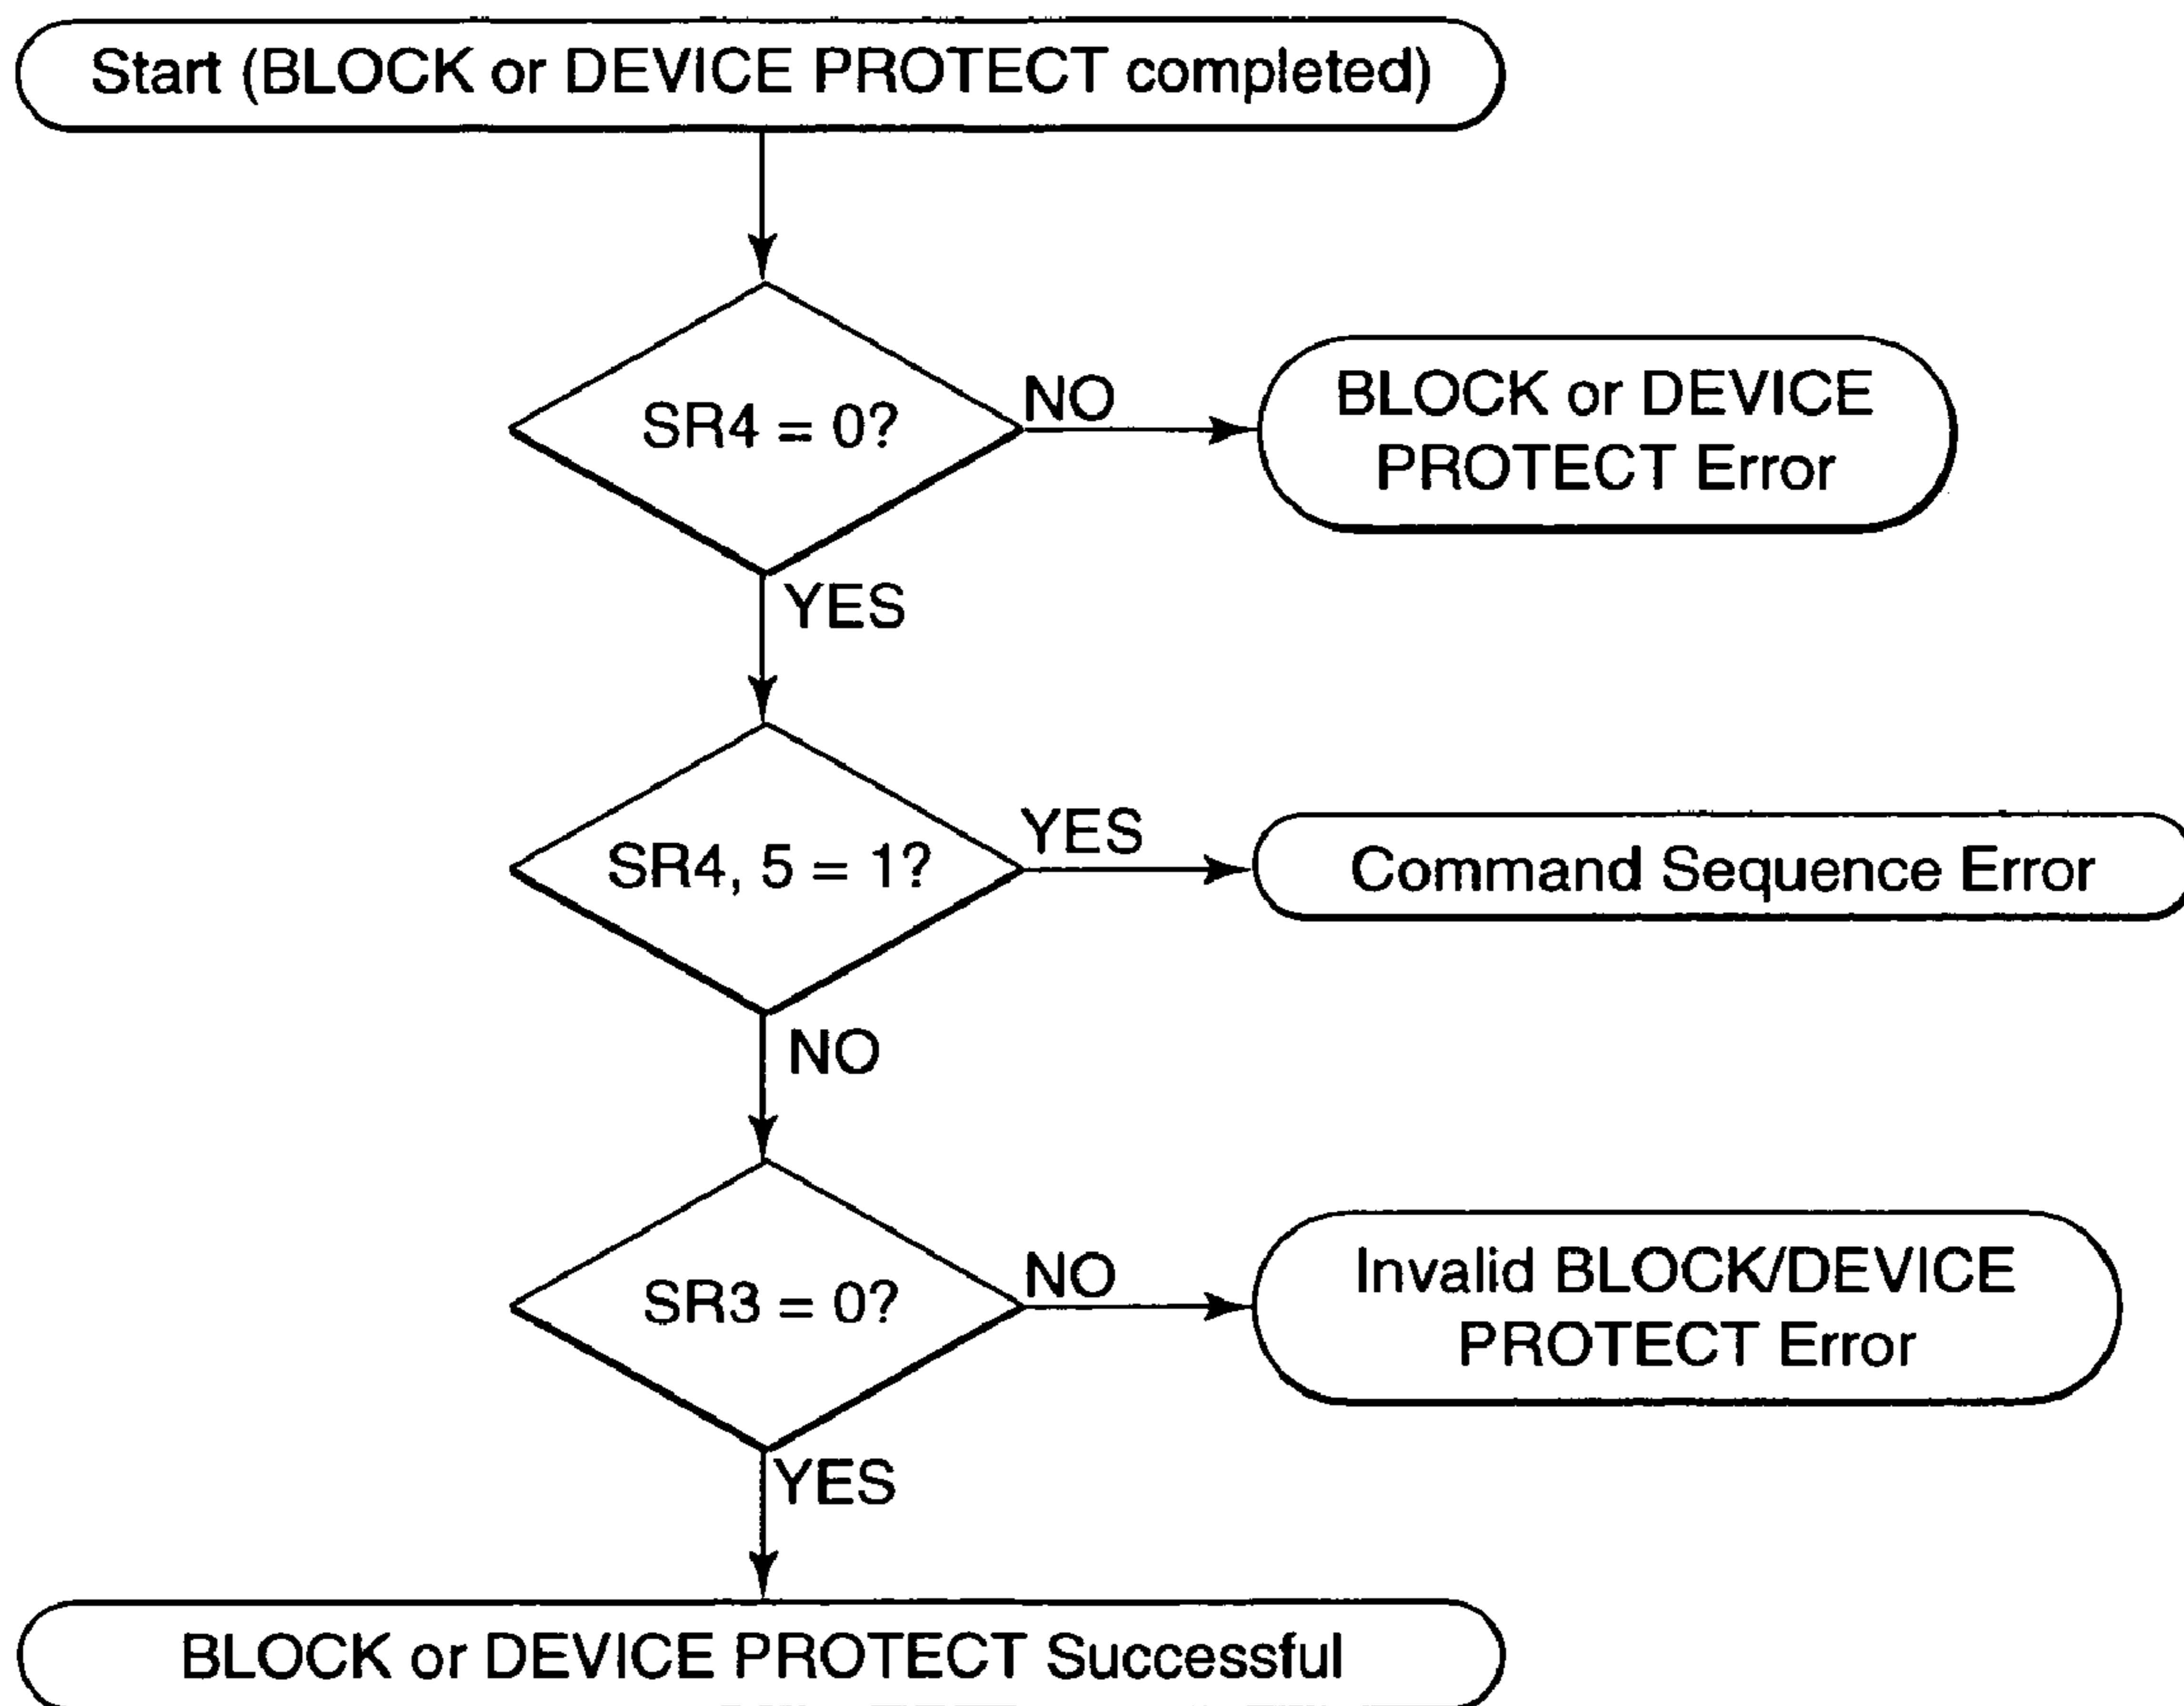 Start (BLOCK or DEVICE PROTECT completed)
SR4 = 0?
NO
BLOCK or DEVICE
PROTECT Error
YES
SR4, 5 = 1?
YES
Command Sequence Error
NO
SR3 = 0?
NO
Invalid BLOCK/DEVICE
PROTECT Error
YES
BLOCK or DEVICE PROTECT Successful